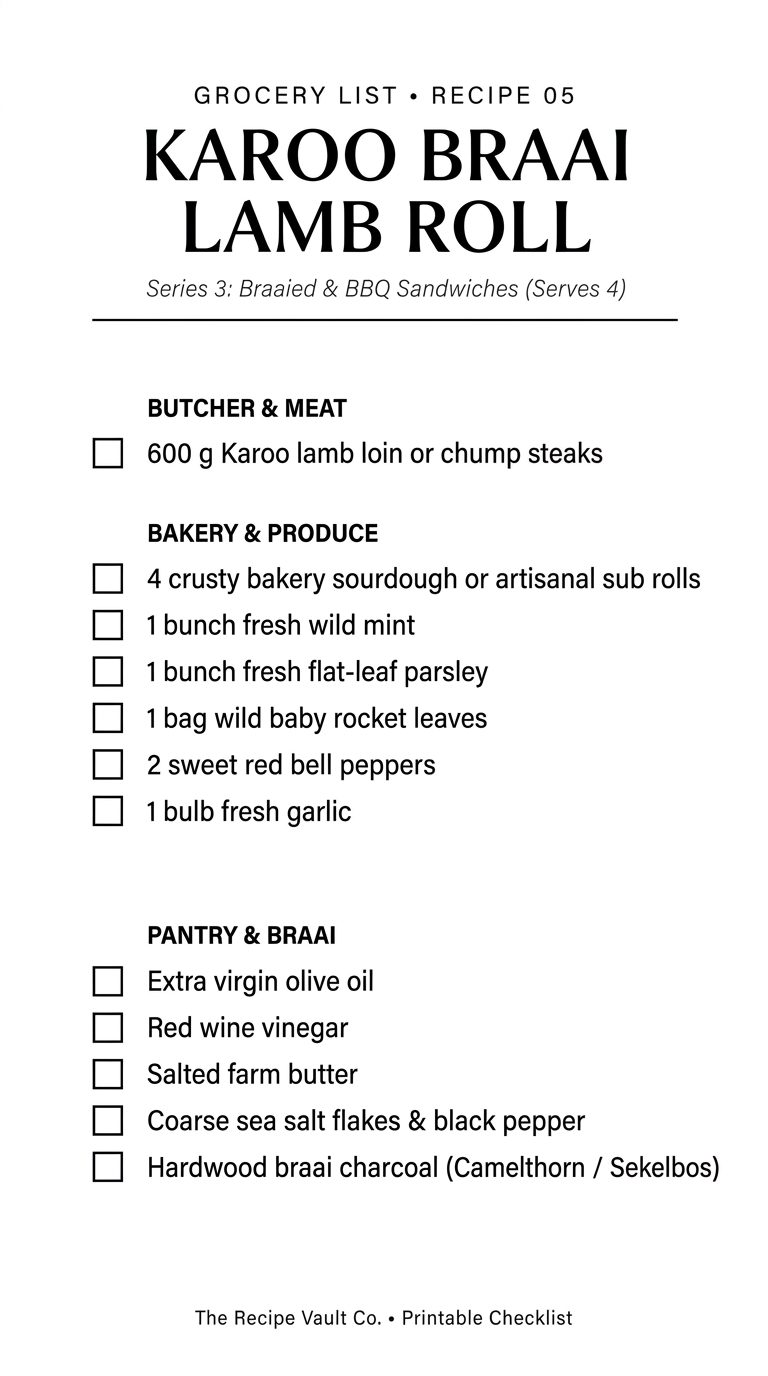 GROCERY LIST • RECIPE 05
KAROO BRAAI
LAMB ROLL
Series 3: Braaied & BBQ Sandwiches (Serves 4)
BUTCHER & MEAT
600 g Karoo lamb loin or chump steaks
BAKERY & PRODUCE
4 crusty bakery sourdough or artisanal sub rolls
1 bunch fresh wild mint
1 bunch fresh flat-leaf parsley
1 bag wild baby rocket leaves
2 sweet red bell peppers
1 bulb fresh garlic
PANTRY & BRAAI
Extra virgin olive oil
Red wine vinegar
Salted farm butter
Coarse sea salt flakes & black pepper
Hardwood braai charcoal (Camelthorn / Sekelbos)
The Recipe Vault Co. • Printable Checklist